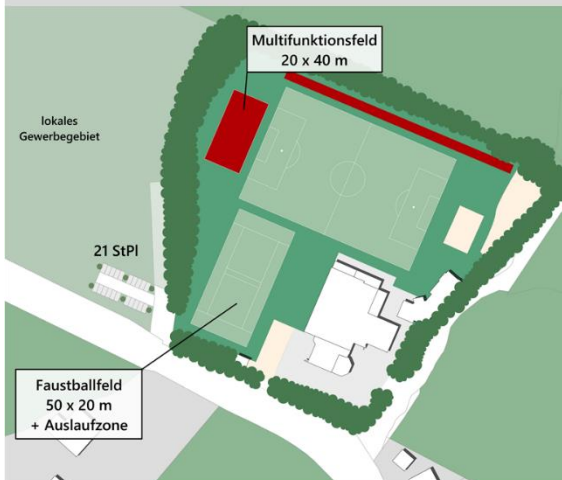 Multifunktionsfeld
20 x 40 m
lokales
Gewerbegebiet
21 StPl
Faustballfeld
50 x 20 m
+ Auslaufzone